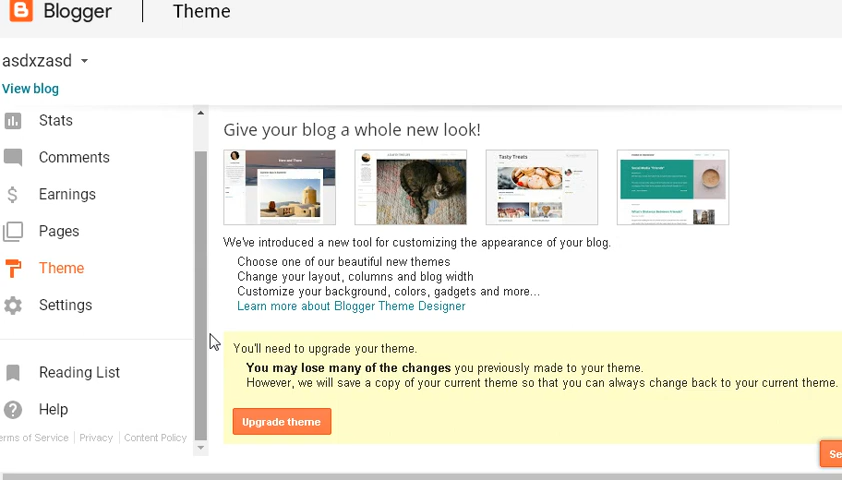 Blogger Theme
asdxzasd
View blog
Stats
Comments
Earnings
Pages
Theme
Settings
Reading List
Help
erms of Service | Privacy | Content Policy
Give your blog a whole new look!
Tasty Treats
We've introduced a new tool for customizing the appearance of your blog.
Choose one of our beautiful new themes
Change your layout, columns and blog width
Customize your background, colors, gadgets and more...
Learn more about Blogger Theme Designer
You'll need to upgrade your theme.
You may lose many of the changes you previously made to your theme.
However, we will save a copy of your current theme so that you can always change back to your current theme.
Upgrade theme
Se